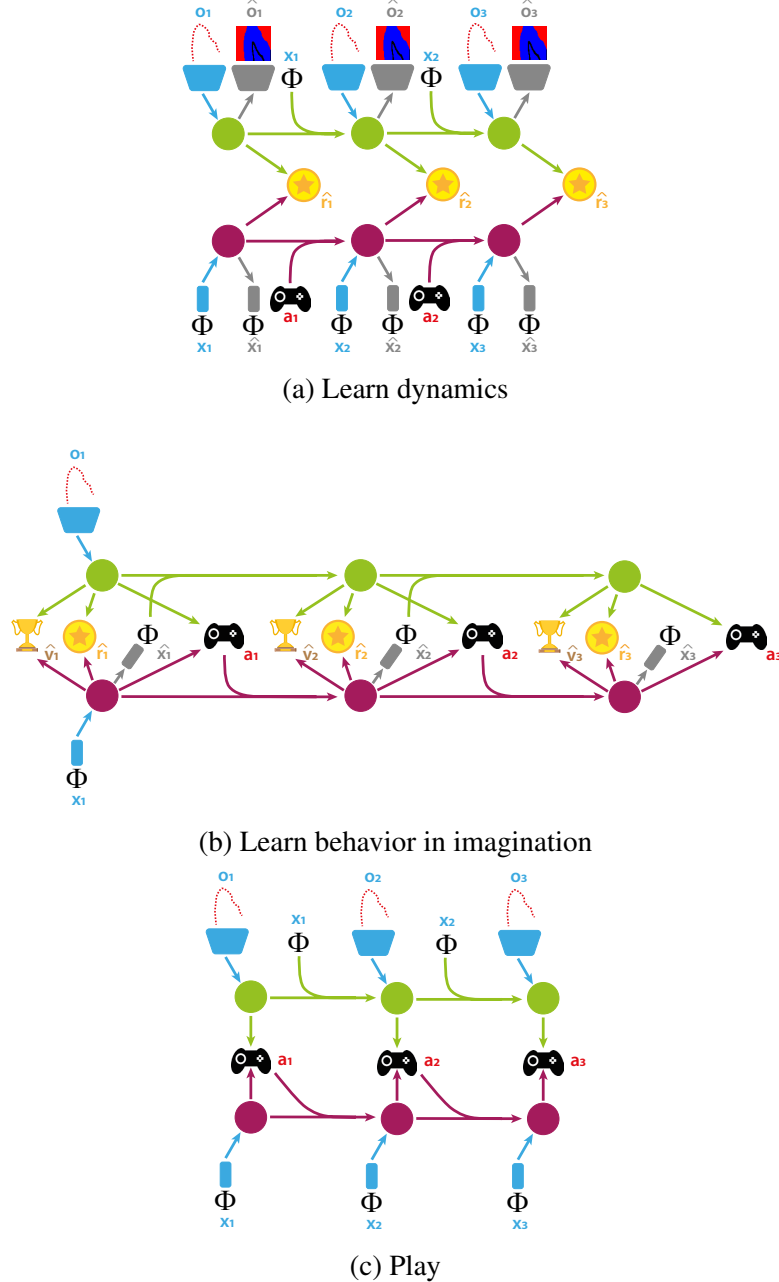 o₁ ô₁ o₂ ô₂ o₃ ô₃
x₁ x₂
Φ Φ
r̂₁ r̂₂ r̂₃
Φ Φ a₁ Φ Φ a₂ Φ Φ
x₁ x̂₁ x₂ x̂₂ x₃ x̂₃
(a) Learn dynamics
o₁
Φ Φ Φ
v̂₁ r̂₁ x̂₁ a₁ v̂₂ r̂₂ x̂₂ a₂ v̂₃ r̂₃ x̂₃ a₃
Φ
x₁
(b) Learn behavior in imagination
o₁ o₂ o₃
x₁ x₂
Φ Φ
a₁ a₂ a₃
Φ Φ Φ
x₁ x₂ x₃
(c) Play